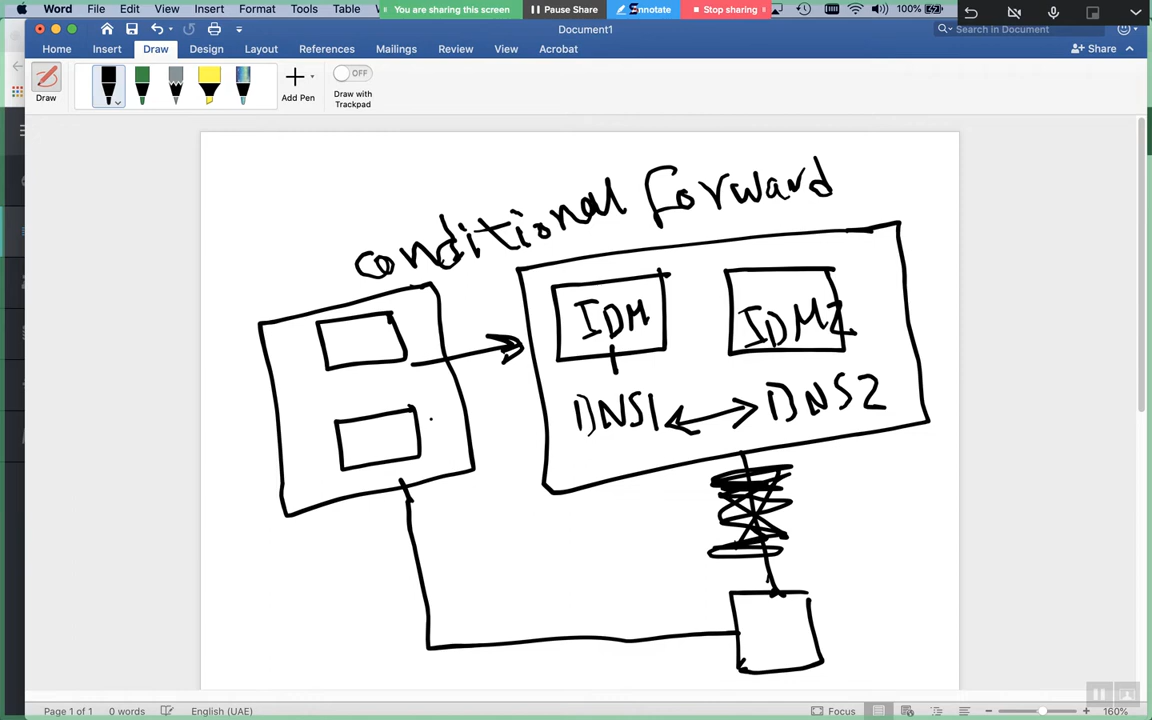 Word File Edit View Insert Format Tools Table
You are sharing this screen Pause Share Annotate Stop sharing
100%
Document1
Search in Document
Home Insert Draw Design Layout References Mailings Review View Acrobat
Share
Draw
Add Pen
OFF
Draw with
Trackpad
conditional forward
IDM IDM2
DNS1 DNS2
Page 1 of 1 0 words English (UAE)
Focus
160%